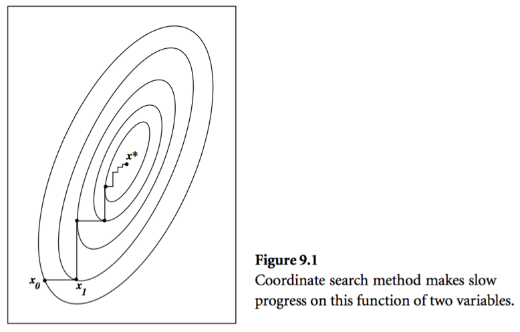 x*
x0
x1
Figure 9.1
Coordinate search method makes slow
progress on this function of two variables.